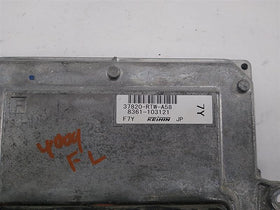 37820-RTW-A58
8361-103121
F7Y KEIHIN JP
7Y
4004
FL